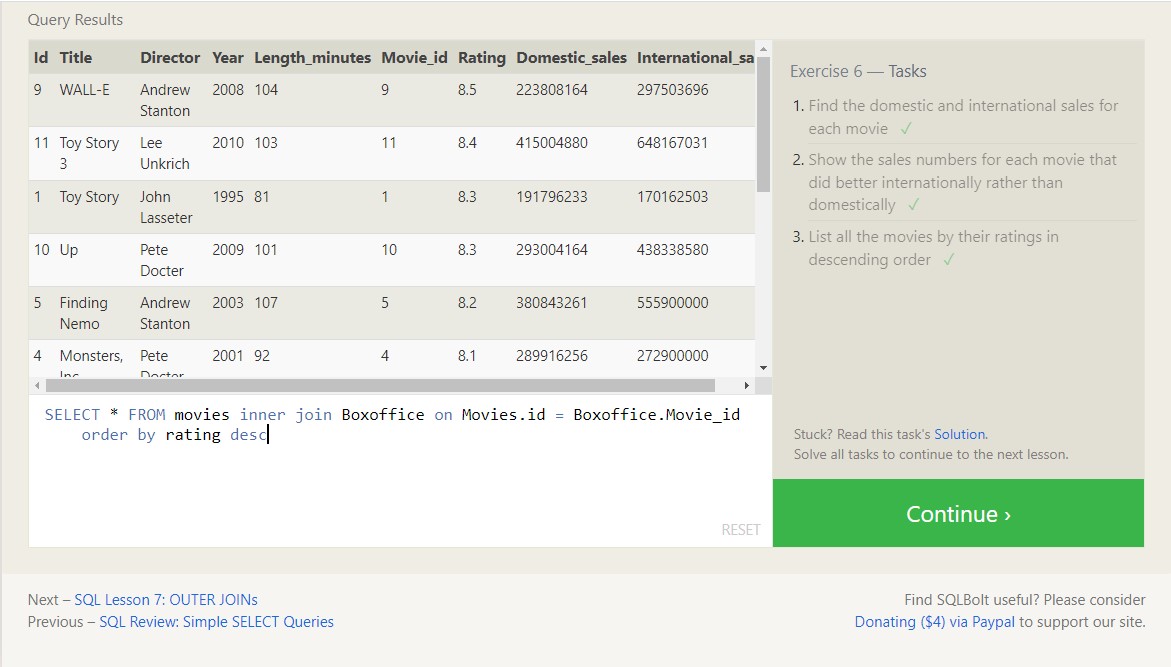 Query Results
Id Title Director Year Length_minutes Movie_id Rating Domestic_sales International_sa
9 WALL-E Andrew 2008 104 9 8.5 223808164 297503696
Stanton
11 Toy Story Lee 2010 103 11 8.4 415004880 648167031
3 Unkrich
1 Toy Story John 1995 81 1 8.3 191796233 170162503
Lasseter
10 Up Pete 2009 101 10 8.3 293004164 438338580
Docter
5 Finding Andrew 2003 107 5 8.2 380843261 555900000
Nemo Stanton
4 Monsters, Pete 2001 92 4 8.1 289916256 272900000
Inc. Docter
SELECT * FROM movies inner join Boxoffice on Movies.id = Boxoffice.Movie_id
order by rating desc
RESET
Exercise 6 — Tasks
1. Find the domestic and international sales for
each movie ✓
2. Show the sales numbers for each movie that
did better internationally rather than
domestically ✓
3. List all the movies by their ratings in
descending order ✓
Stuck? Read this task's Solution.
Solve all tasks to continue to the next lesson.
Continue ›
Next – SQL Lesson 7: OUTER JOINs
Previous – SQL Review: Simple SELECT Queries
Find SQLBolt useful? Please consider
Donating ($4) via Paypal to support our site.